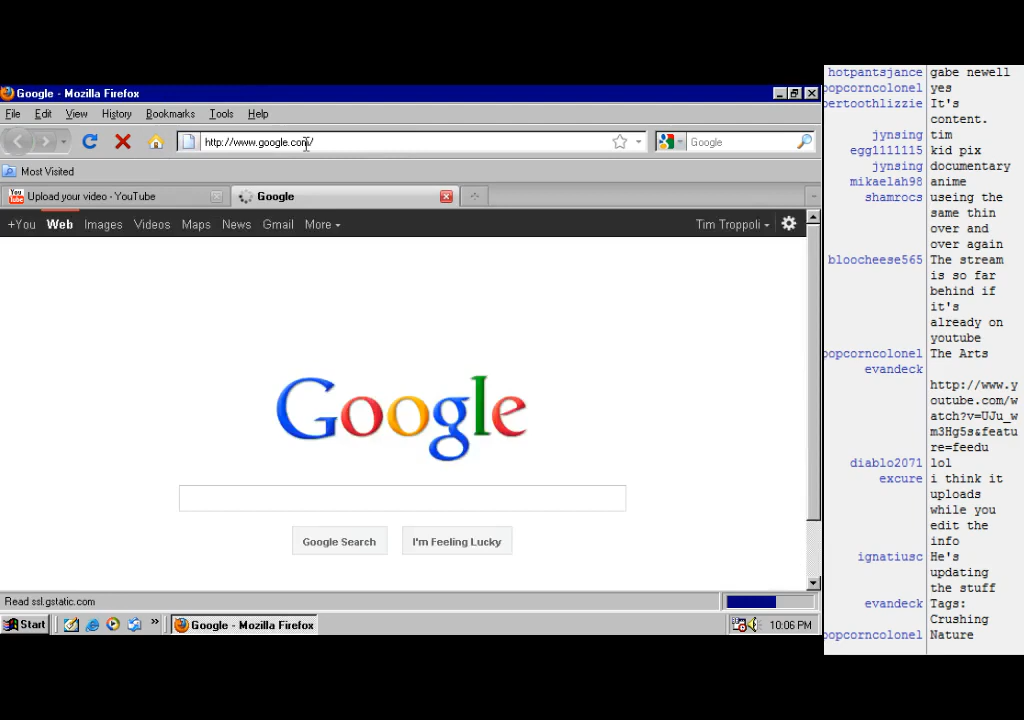 Google - Mozilla Firefox
File Edit View History Bookmarks Tools Help
http://www.google.com/
Google
Most Visited
Upload your video - YouTube
Google
+You Web Images Videos Maps News Gmail More
Tim Troppoli
Google
Google Search
I'm Feeling Lucky
Read ssl.gstatic.com
Start
»
Google - Mozilla Firefox
10:06 PM
hotpantsjance gabe newell
popcorncolonel yes
pertoothlizzie It's
content.
jynsing tim
egg1111115 kid pix
jynsing documentary
mikaelah98 anime
shamrocs useing the
same thin
over and
over again
bloocheese565 The stream
is so far
behind if
it's
already on
youtube
popcorncolonel The Arts
evandeck
http://www.y
outube.com/w
atch?v=UJu_w
m3Hg5s&featu
re=feedu
diablo2071 lol
excure i think it
uploads
while you
edit the
info
ignatiusc He's
updating
the stuff
evandeck Tags:
Crushing
popcorncolonel Nature